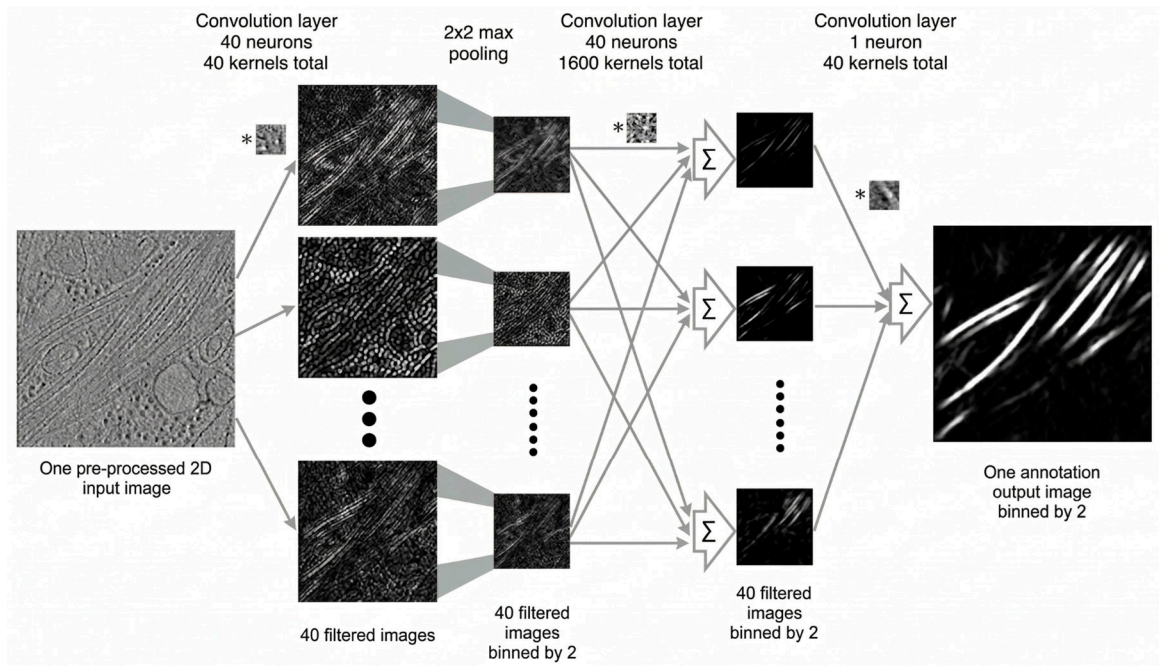 Convolution layer
40 neurons
40 kernels total
2x2 max
pooling
Convolution layer
40 neurons
1600 kernels total
Convolution layer
1 neuron
40 kernels total
*
*
*
Σ
Σ
Σ
Σ
One pre-processed 2D
input image
40 filtered images
40 filtered
images
binned by 2
40 filtered
images
binned by 2
One annotation
output image
binned by 2